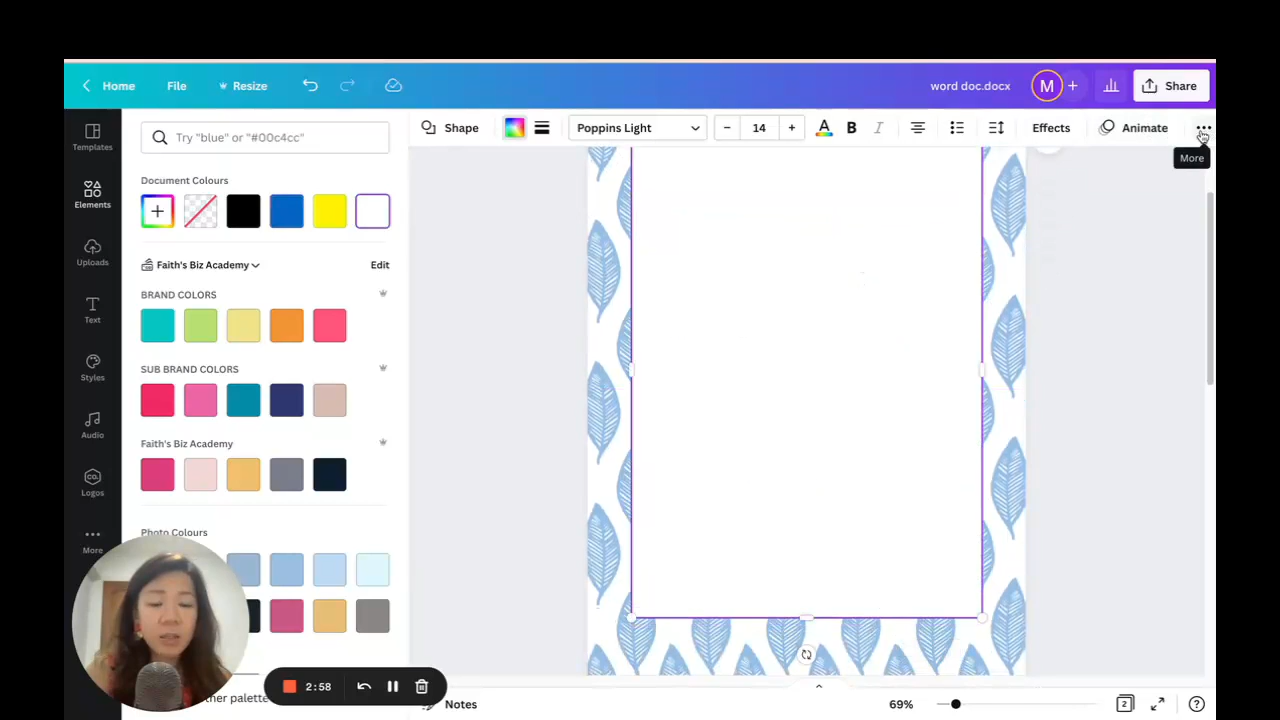 Home File Resize word doc.docx M + Share
Templates
Elements
Uploads
Text
Styles
Audio
CO.
Logos
More
Try "blue" or "#00c4cc"
Document Colours
+
Faith's Biz Academy Edit
BRAND COLORS
SUB BRAND COLORS
Faith's Biz Academy
Photo Colours
Shape Poppins Light – 14 + A B I Effects Animate
More
2:58
Notes 69% 2 ?